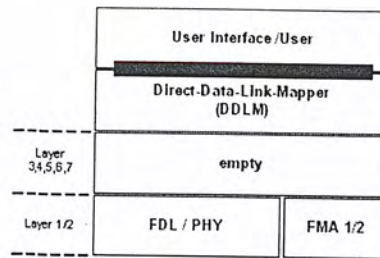 User Interface /User
Direct-Data-Link-Mapper
(DDLM)
Layer
3,4,5,6,7
empty
Layer 1/2
FDL / PHY
FMA 1/2